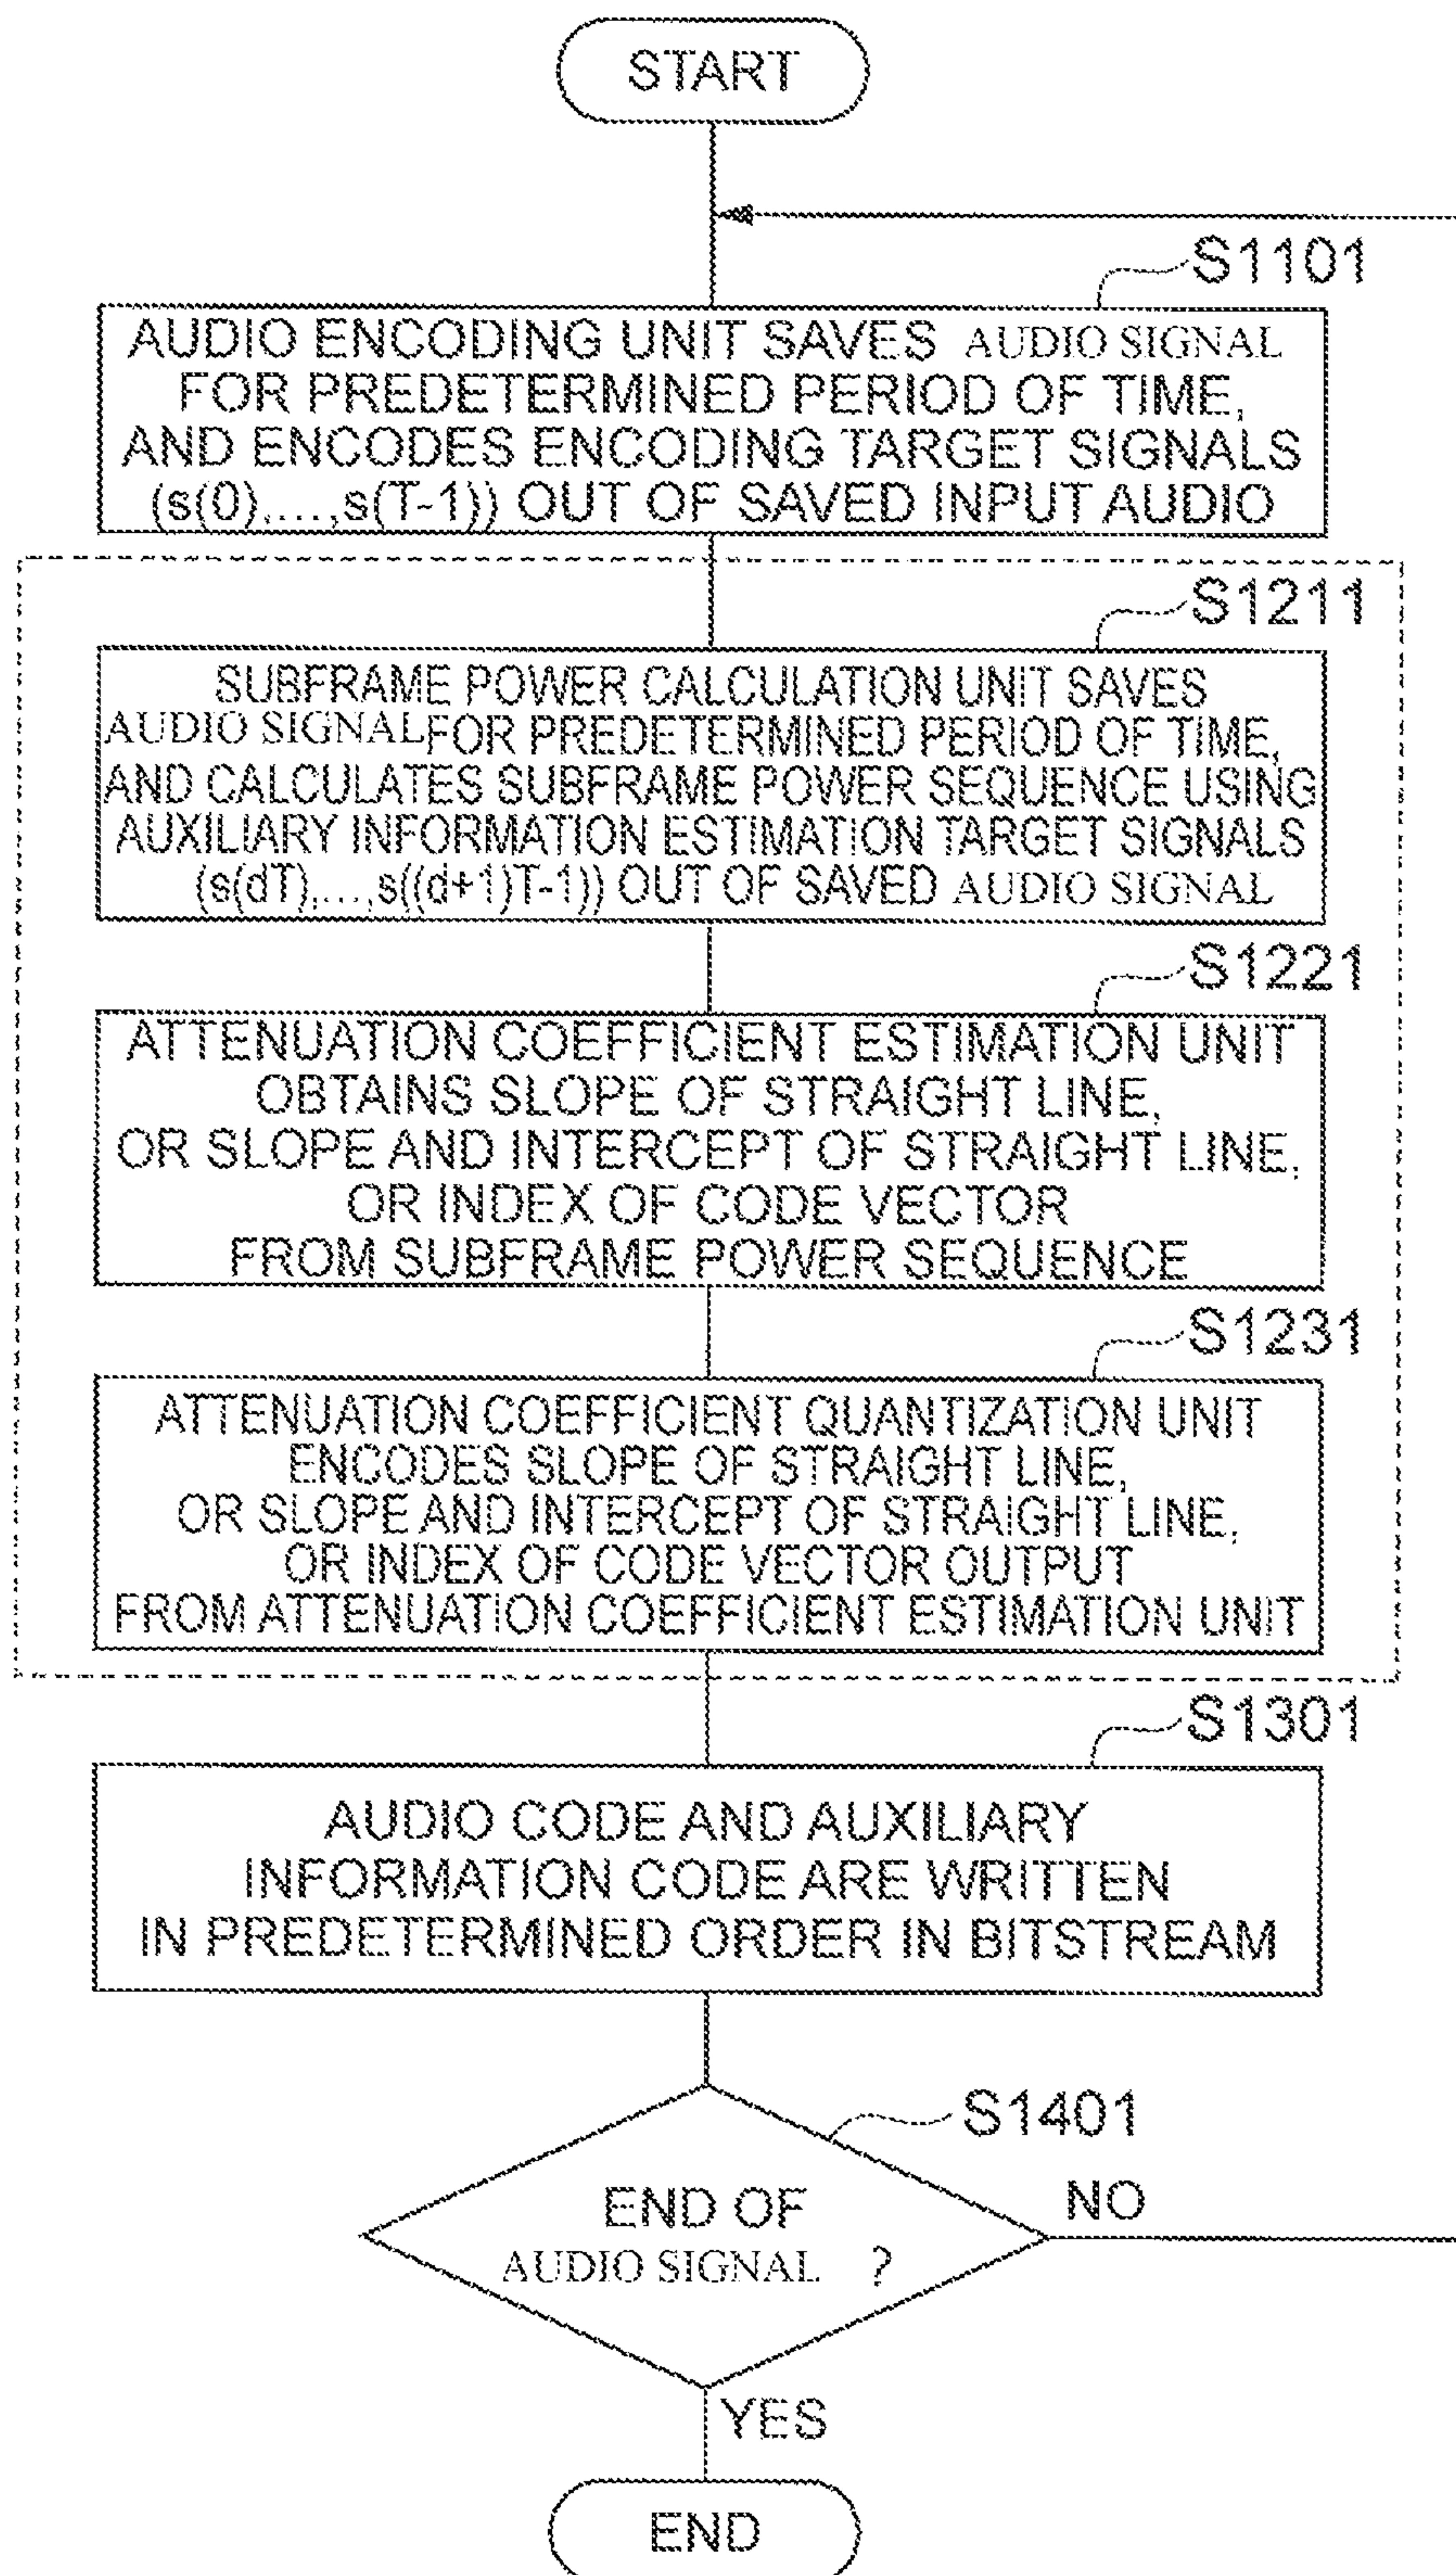 START
S1101
AUDIO ENCODING UNIT SAVES AUDIO SIGNAL
FOR PREDETERMINED PERIOD OF TIME,
AND ENCODES ENCODING TARGET SIGNALS
(s(0),...,s(T-1)) OUT OF SAVED INPUT AUDIO
S1211
SUBFRAME POWER CALCULATION UNIT SAVES
AUDIO SIGNAL FOR PREDETERMINED PERIOD OF TIME,
AND CALCULATES SUBFRAME POWER SEQUENCE USING
AUXILIARY INFORMATION ESTIMATION TARGET SIGNALS
(s(dT),...,s((d+1)T-1)) OUT OF SAVED AUDIO SIGNAL
S1221
ATTENUATION COEFFICIENT ESTIMATION UNIT
OBTAINS SLOPE OF STRAIGHT LINE,
OR SLOPE AND INTERCEPT OF STRAIGHT LINE,
OR INDEX OF CODE VECTOR
FROM SUBFRAME POWER SEQUENCE
S1231
ATTENUATION COEFFICIENT QUANTIZATION UNIT
ENCODES SLOPE OF STRAIGHT LINE,
OR SLOPE AND INTERCEPT OF STRAIGHT LINE,
OR INDEX OF CODE VECTOR OUTPUT
FROM ATTENUATION COEFFICIENT ESTIMATION UNIT
S1301
AUDIO CODE AND AUXILIARY
INFORMATION CODE ARE WRITTEN
IN PREDETERMINED ORDER IN BITSTREAM
S1401
END OF
AUDIO SIGNAL ?
NO
YES
END